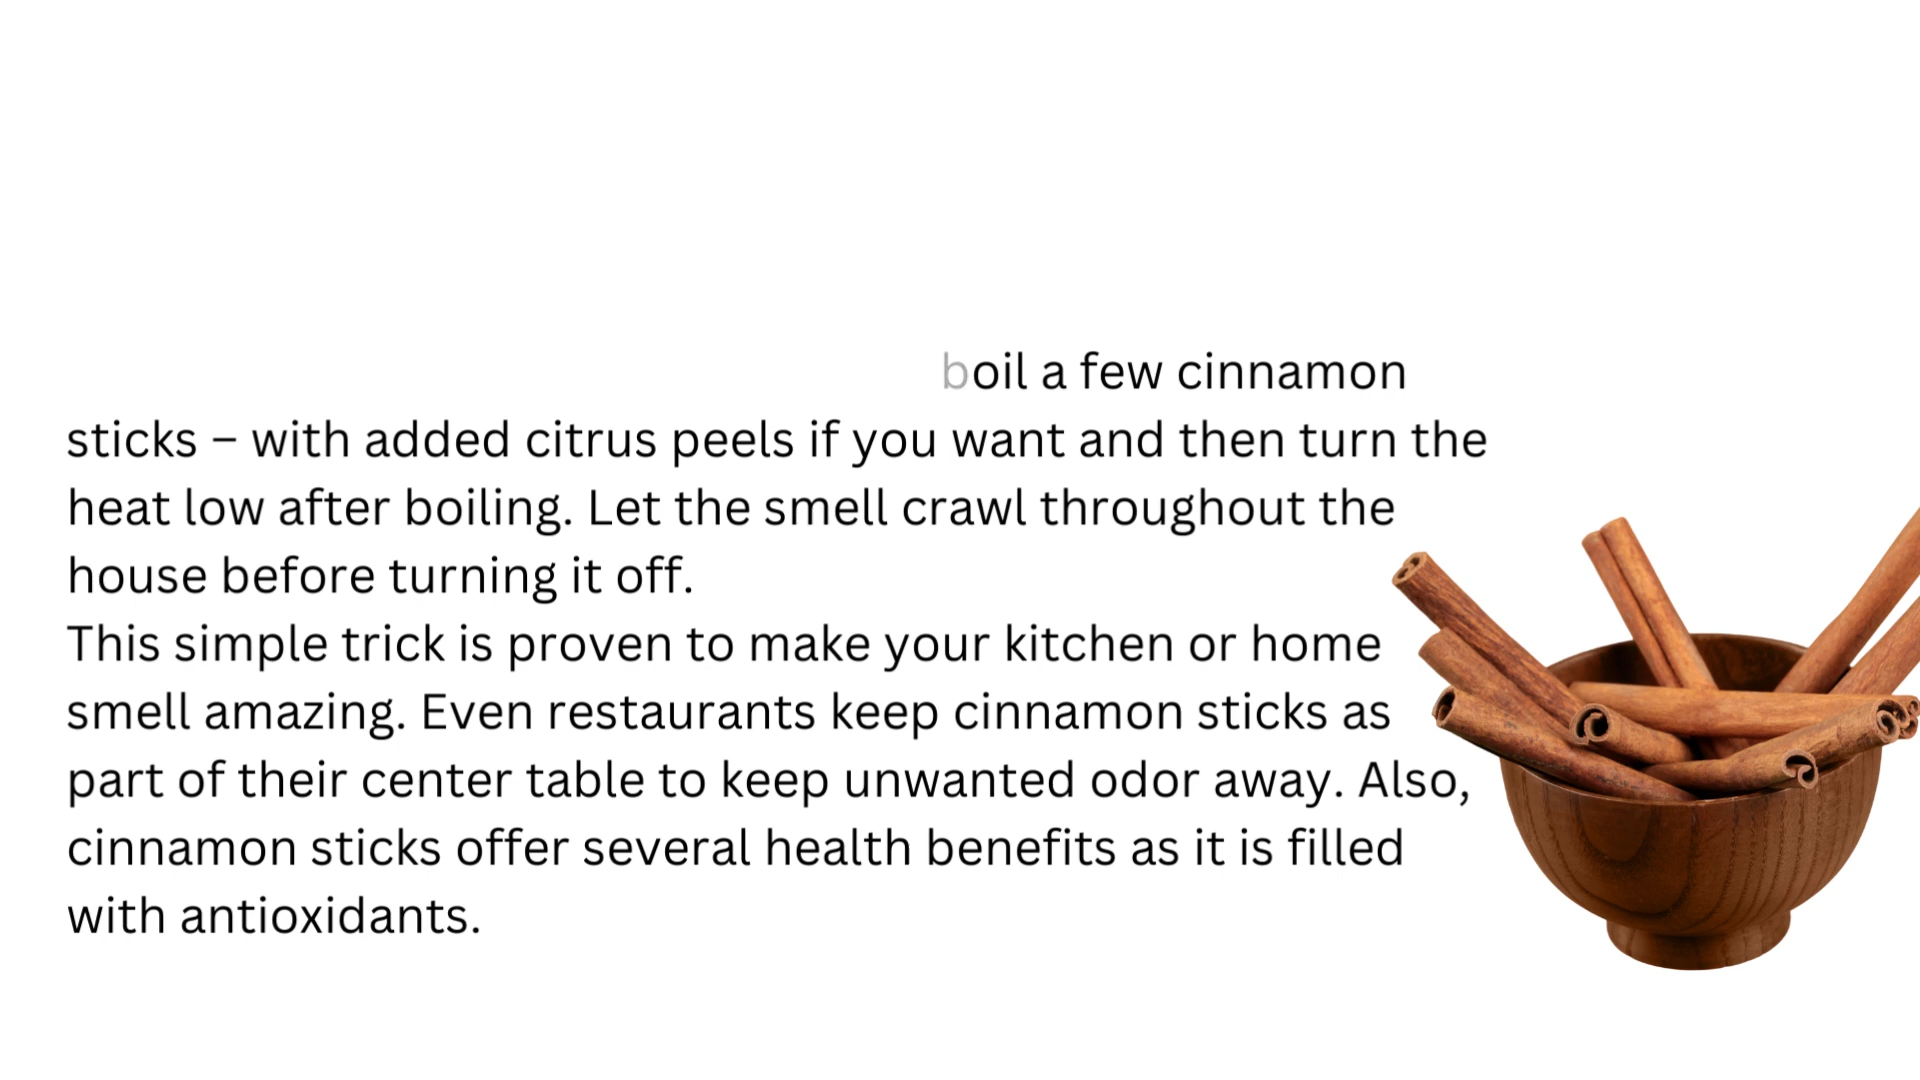 boil a few cinnamon
sticks – with added citrus peels if you want and then turn the
heat low after boiling. Let the smell crawl throughout the
house before turning it off.
This simple trick is proven to make your kitchen or home
smell amazing. Even restaurants keep cinnamon sticks as
part of their center table to keep unwanted odor away. Also,
cinnamon sticks offer several health benefits as it is filled
with antioxidants.